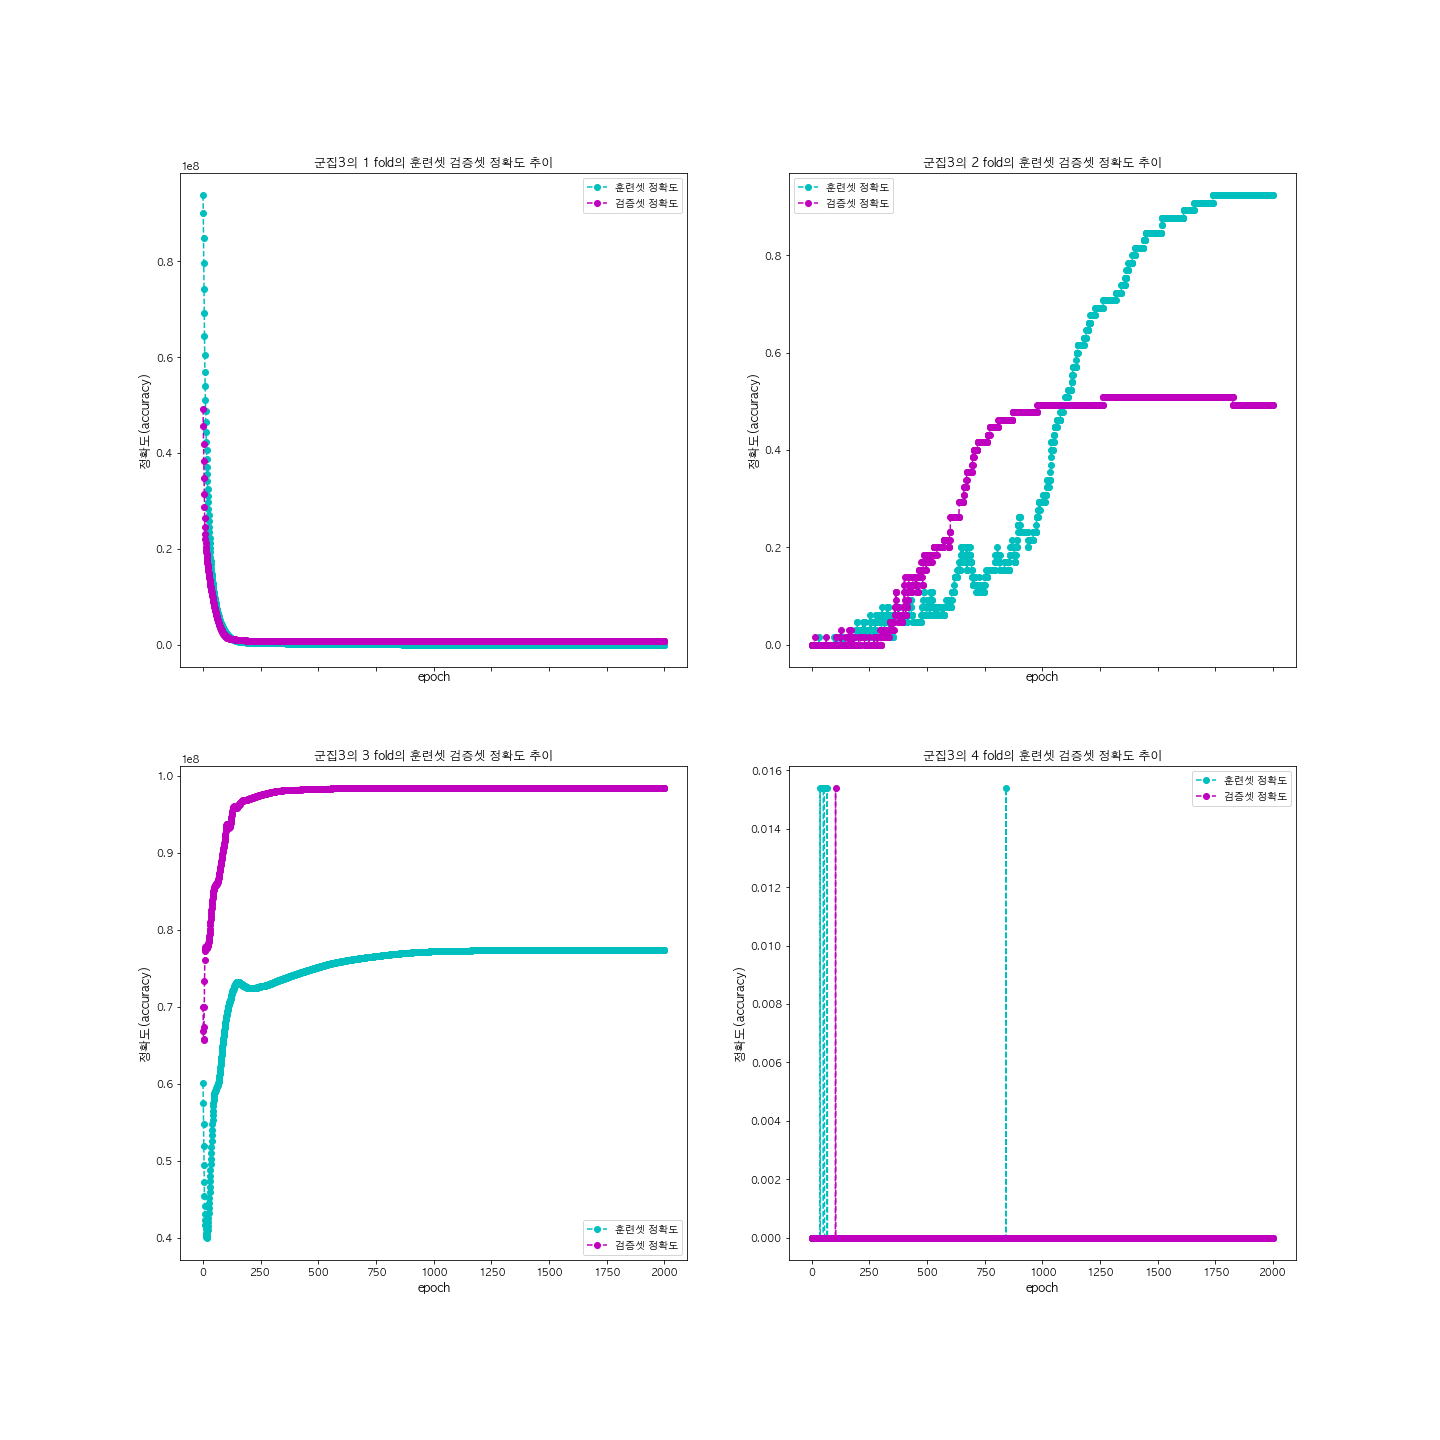 군집3의 1 fold의 훈련셋 검증셋 정확도 추이
1e8
훈련셋 정확도
검증셋 정확도
0.8
0.6
0.4
0.2
0.0
정확도(accuracy)
epoch
군집3의 2 fold의 훈련셋 검증셋 정확도 추이
훈련셋 정확도
검증셋 정확도
0.8
0.6
0.4
0.2
0.0
정확도(accuracy)
epoch
군집3의 3 fold의 훈련셋 검증셋 정확도 추이
1e8
1.0
0.9
0.8
0.7
0.6
0.5
0.4
정확도(accuracy)
훈련셋 정확도
검증셋 정확도
0 250 500 750 1000 1250 1500 1750 2000
epoch
군집3의 4 fold의 훈련셋 검증셋 정확도 추이
훈련셋 정확도
검증셋 정확도
0.016
0.014
0.012
0.010
0.008
0.006
0.004
0.002
0.000
정확도(accuracy)
0 250 500 750 1000 1250 1500 1750 2000
epoch